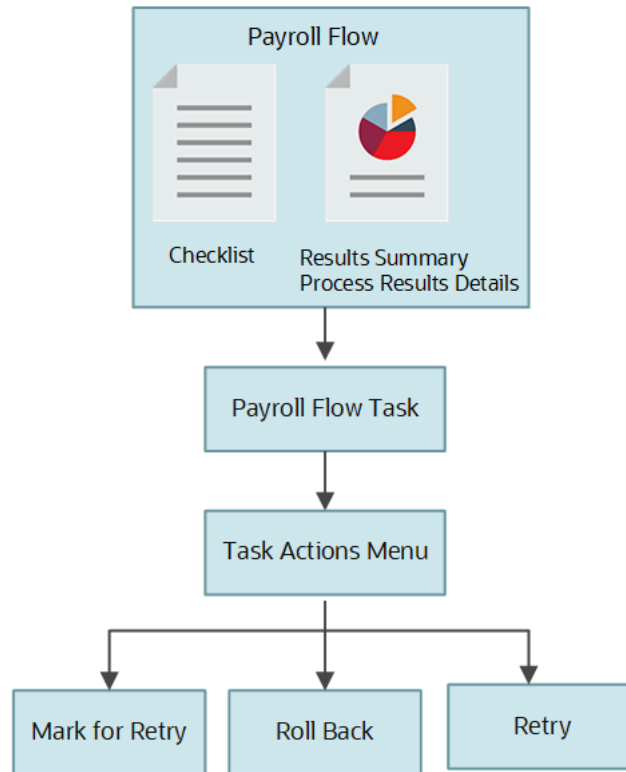 Payroll Flow
Checklist
Results Summary
Process Results Details
Payroll Flow Task
Task Actions Menu
Mark for Retry
Roll Back
Retry